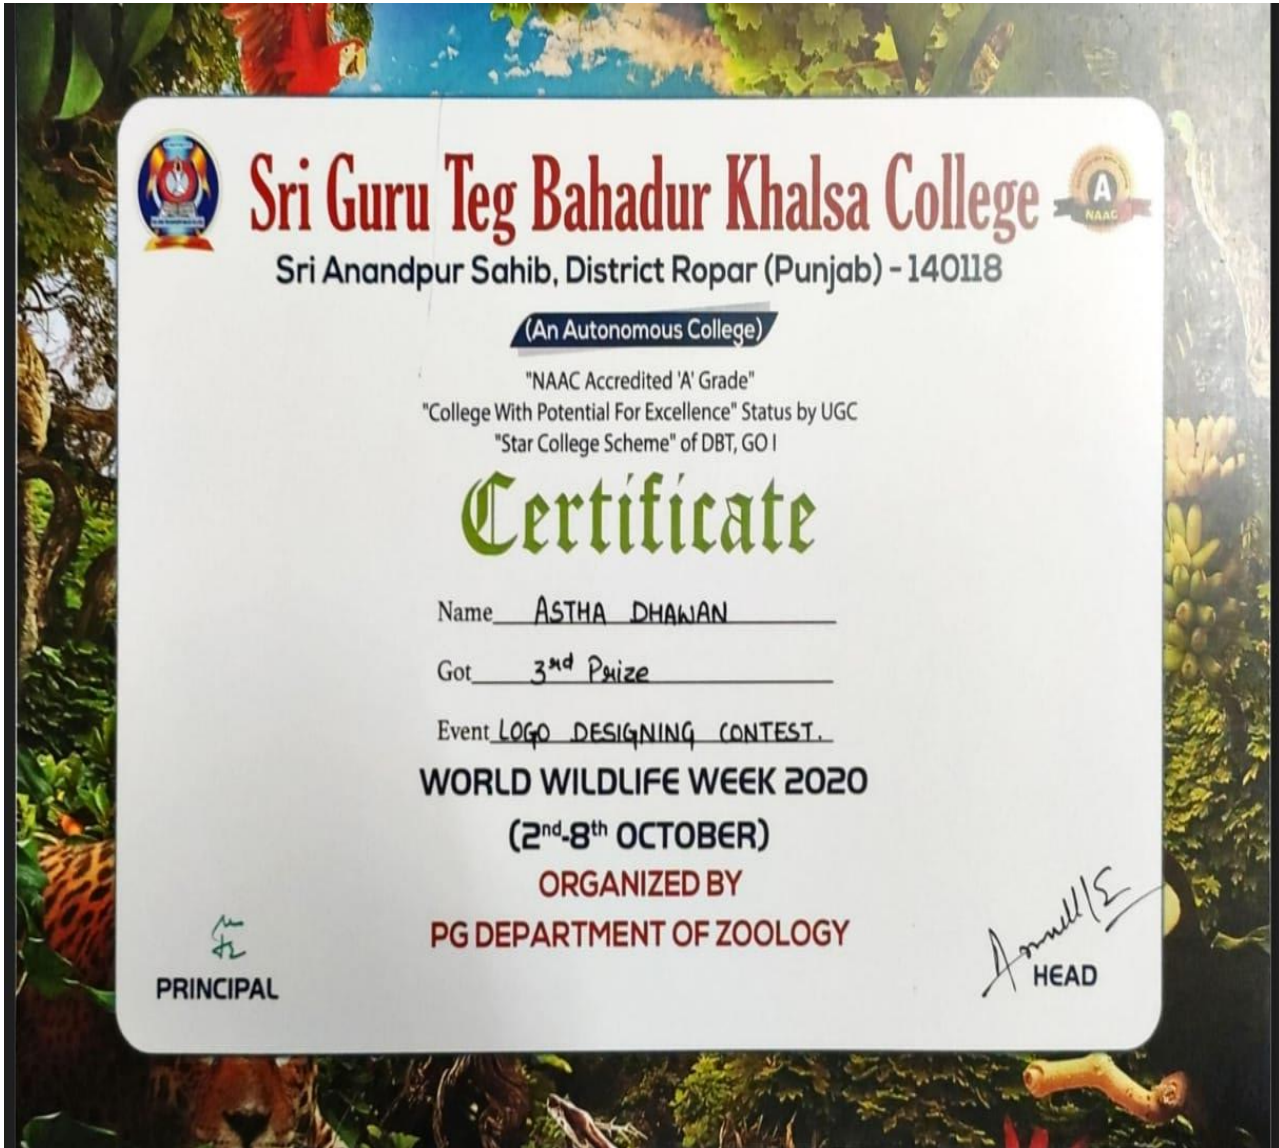 Sri Guru Teg Bahadur Khalsa College
A
NAAC
Sri Anandpur Sahib, District Ropar (Punjab) - 140118
(An Autonomous College)
"NAAC Accredited 'A' Grade"
"College With Potential For Excellence" Status by UGC
"Star College Scheme" of DBT, GO I
Certificate
Name ASTHA DHAWAN
Got 3rd Prize
Event LOGO DESIGNING CONTEST.
WORLD WILDLIFE WEEK 2020
(2nd-8th OCTOBER)
ORGANIZED BY
PG DEPARTMENT OF ZOOLOGY
PRINCIPAL
HEAD